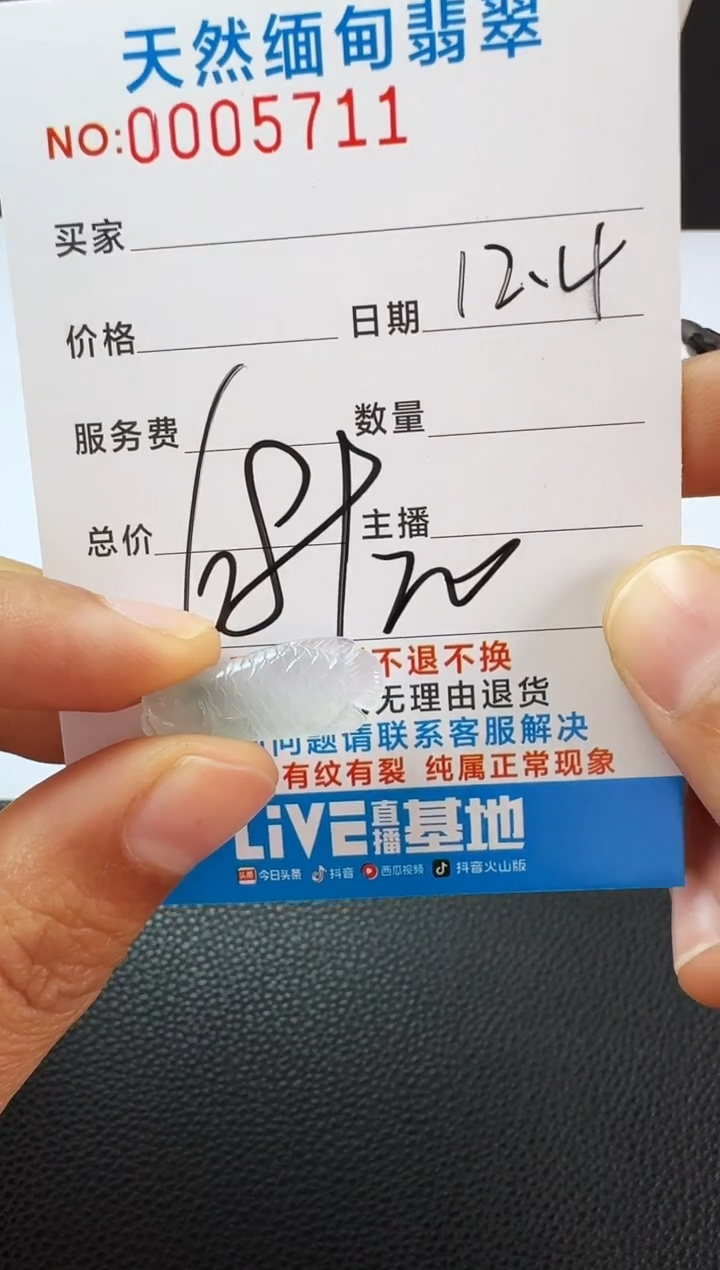 天然缅甸翡翠
NO:0005711
买家
价格 日期 12.4
服务费 数量
总价 主播
不退不换
无理由退货
问题请联系客服解决
有纹有裂 纯属正常现象
LiVE直播基地
头条 今日头条 抖音 西瓜视频 抖音火山版